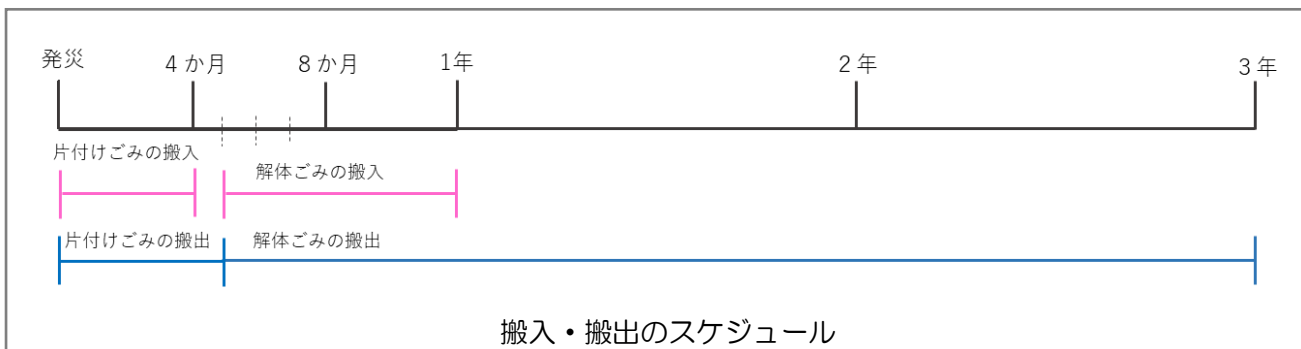 発災 4か月 8か月 1年 2年 3年
片付けごみの搬入
解体ごみの搬入
片付けごみの搬出 解体ごみの搬出
搬入・搬出のスケジュール